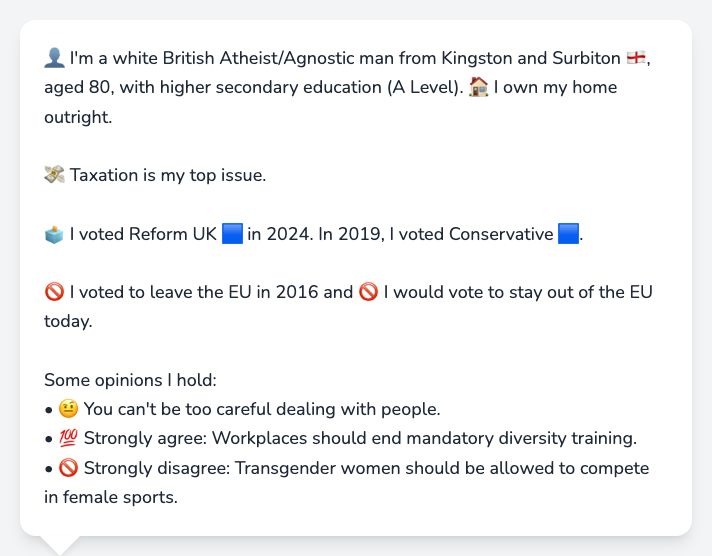 👤 I'm a white British Atheist/Agnostic man from Kingston and Surbiton 🏴󠁧󠁢󠁥󠁮󠁧󠁿,
aged 80, with higher secondary education (A Level). 🏠 I own my home
outright.
💸 Taxation is my top issue.
🗳️ I voted Reform UK 🟦 in 2024. In 2019, I voted Conservative 🟦.
🚫 I voted to leave the EU in 2016 and 🚫 I would vote to stay out of the EU
today.
Some opinions I hold:
• 🤨 You can't be too careful dealing with people.
• 💯 Strongly agree: Workplaces should end mandatory diversity training.
• 🚫 Strongly disagree: Transgender women should be allowed to compete
in female sports.